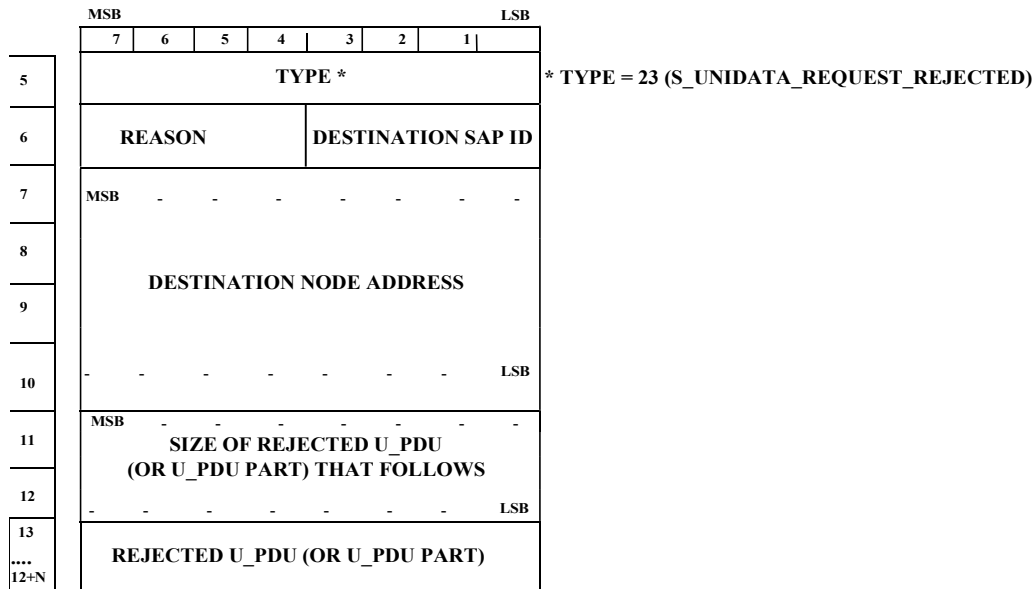 MSB LSB
7 6 5 4 3 2 1
5 TYPE * * TYPE = 23 (S_UNIDATA_REQUEST_REJECTED)
6 REASON DESTINATION SAP ID
7 MSB - - - - - - -
8
DESTINATION NODE ADDRESS
9
10 - - - - - - - LSB
MSB - - - - - - -
11 SIZE OF REJECTED U_PDU
(OR U_PDU PART) THAT FOLLOWS
12
- - - - - - - LSB
13
REJECTED U_PDU (OR U_PDU PART)
....
12+N